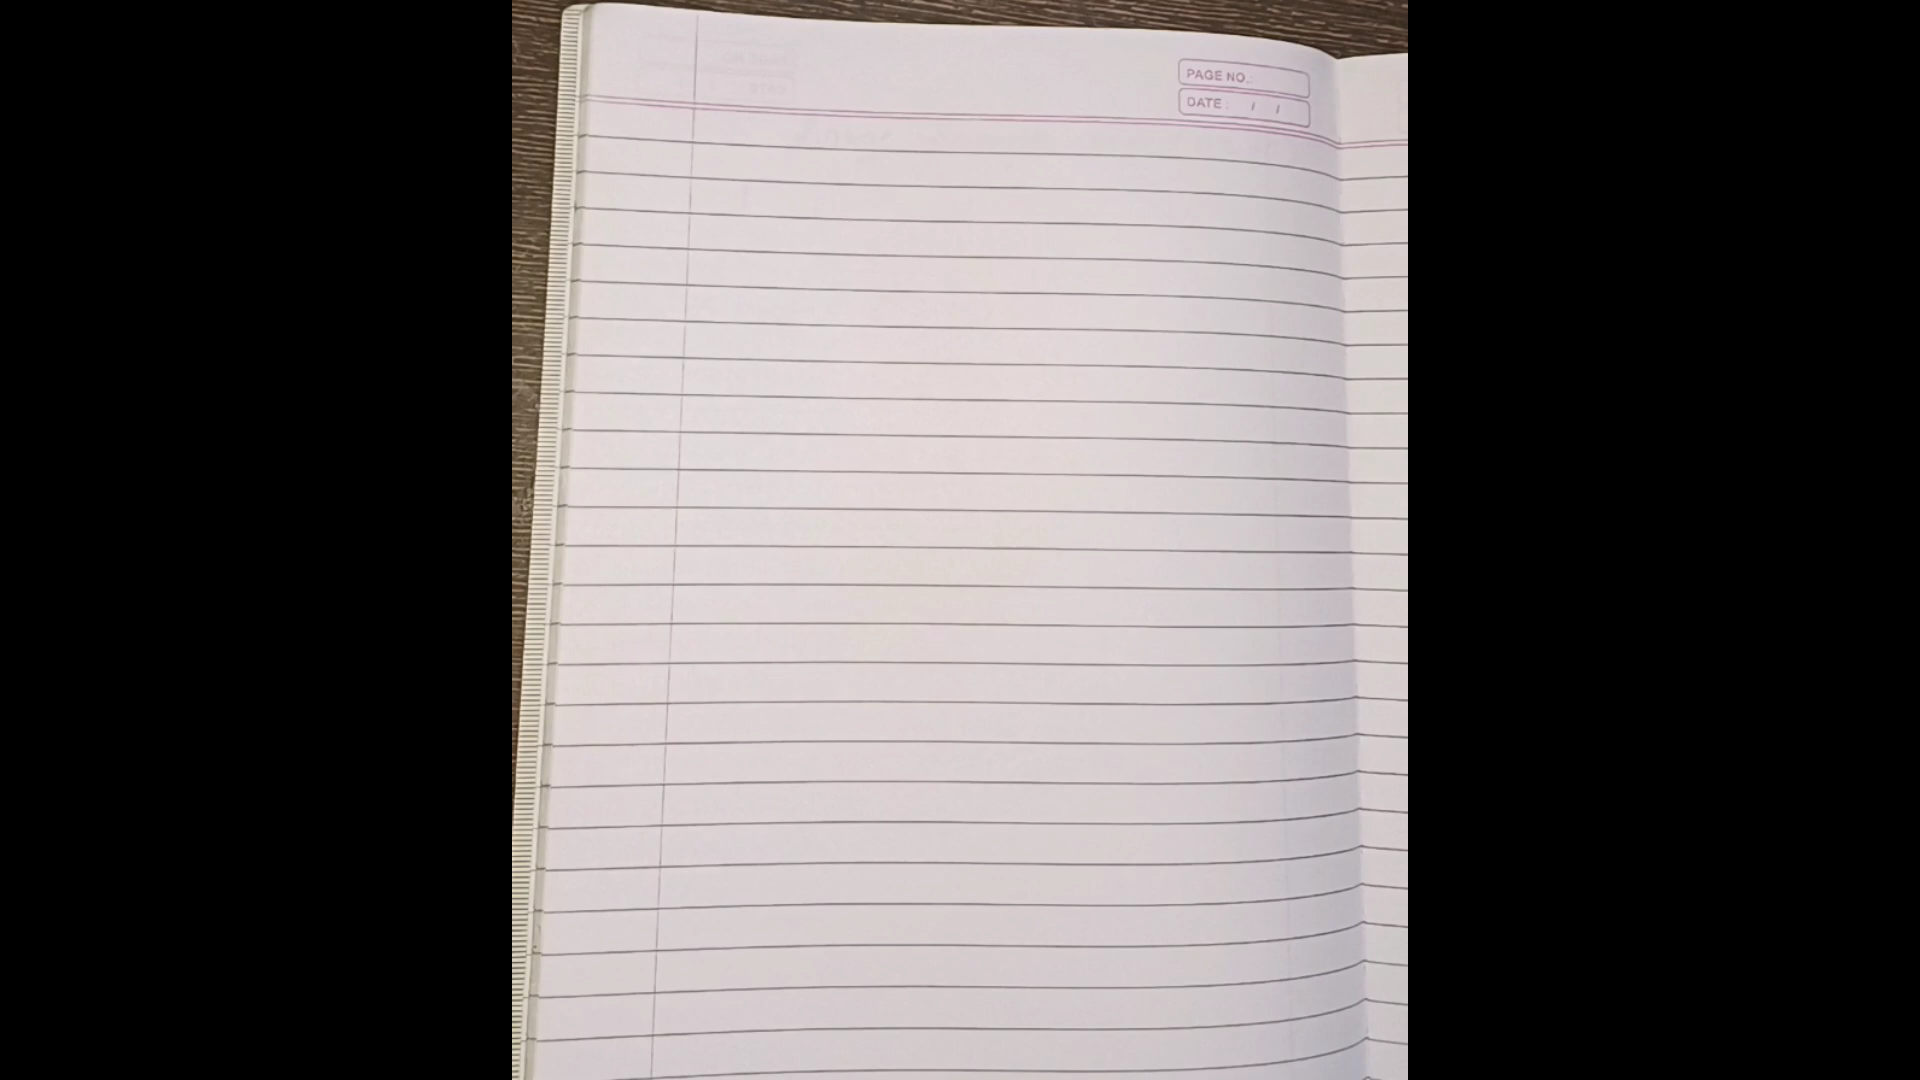 PAGE NO.
DATE : / /